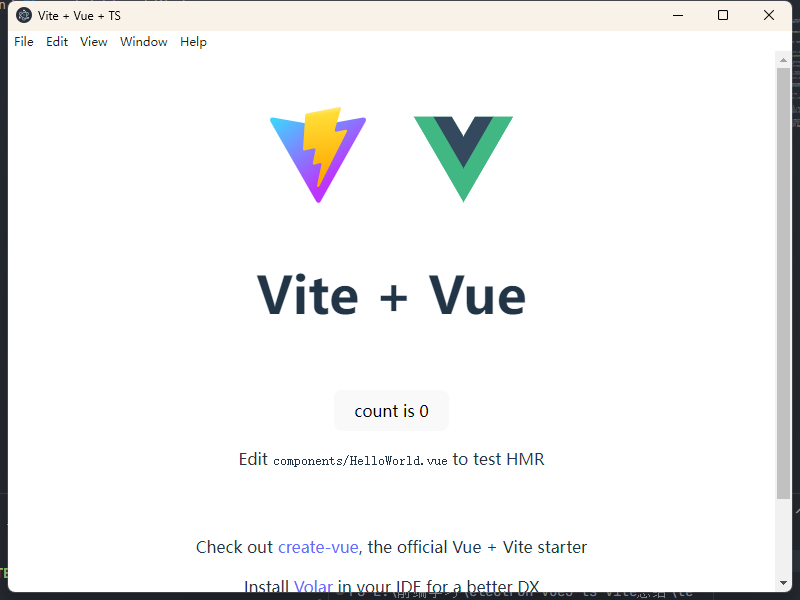 Vite + Vue + TS
File Edit View Window Help
Vite + Vue
count is 0
Edit components/HelloWorld.vue to test HMR
Check out create-vue, the official Vue + Vite starter
Install Volar in your IDE for a better DX